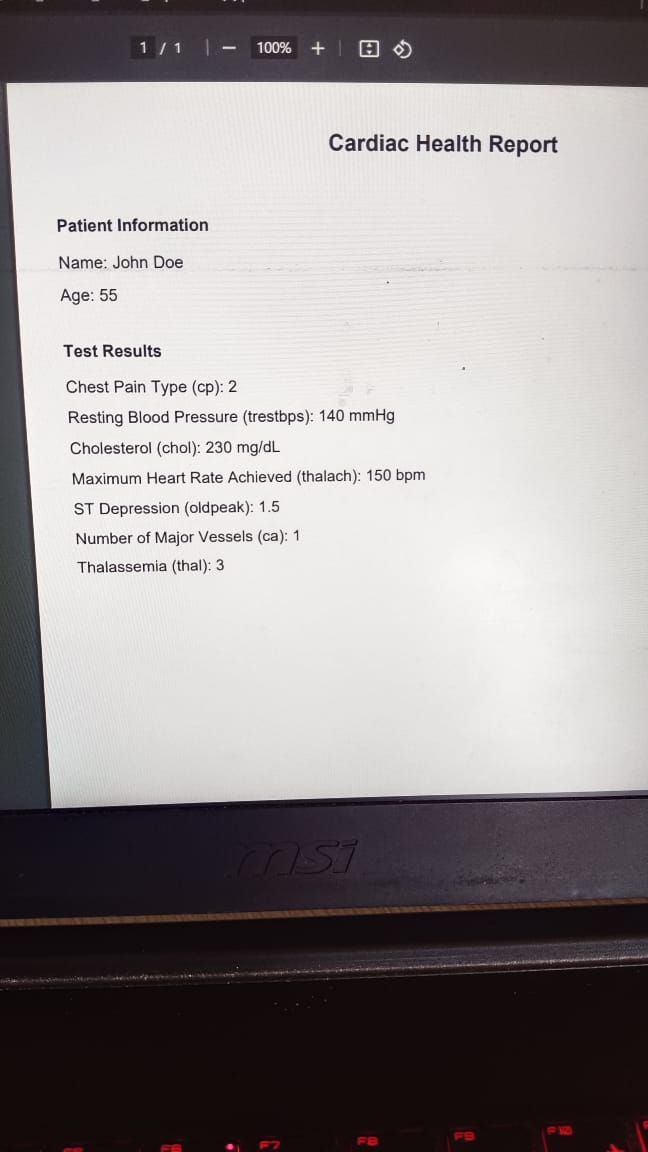 1 / 1 | − 100% + |
Cardiac Health Report
Patient Information
Name: John Doe
Age: 55
Test Results
Chest Pain Type (cp): 2
Resting Blood Pressure (trestbps): 140 mmHg
Cholesterol (chol): 230 mg/dL
Maximum Heart Rate Achieved (thalach): 150 bpm
ST Depression (oldpeak): 1.5
Number of Major Vessels (ca): 1
Thalassemia (thal): 3
msi
F7 F8 F9 F10